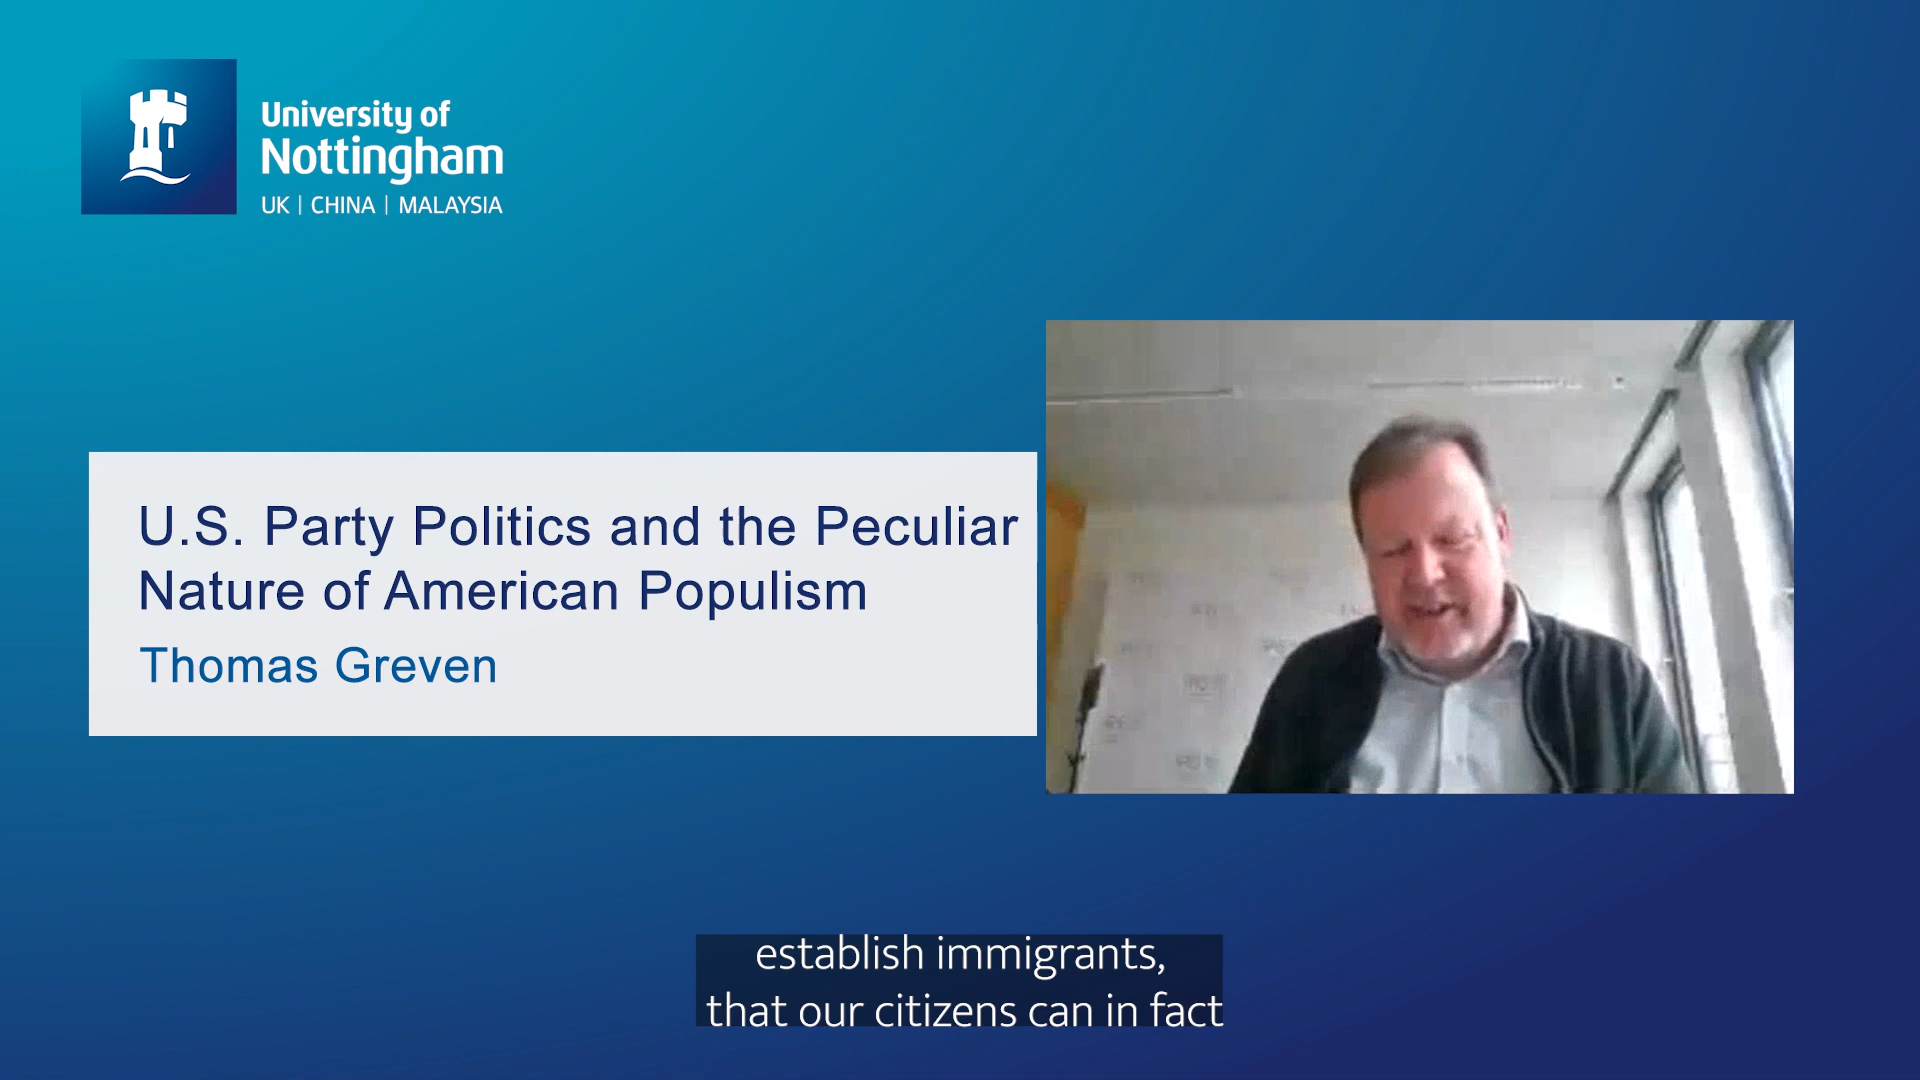 University of
Nottingham
UK | CHINA | MALAYSIA
U.S. Party Politics and the Peculiar
Nature of American Populism
Thomas Greven
establish immigrants,
that our citizens can in fact